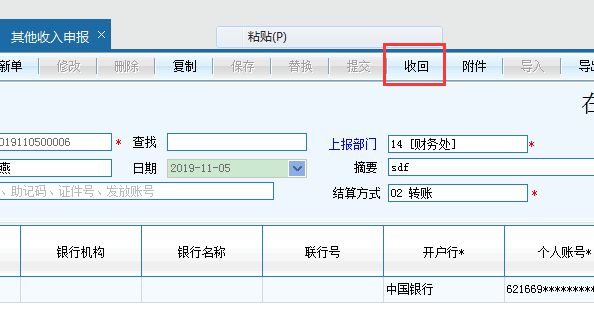 其他收入申报 × 粘贴(P)
新单 修改 删除 复制 保存 替换 提交 收回 附件 导入 导出
在
019110500006 * 查找 上报部门 14 [财务处] *
燕 日期 2019-11-05 摘要 sdf
、助记码、证件号、发放账号 结算方式 02 转账 *
银行机构 银行名称 联行号 开户行* 个人账号*
中国银行 621669**********